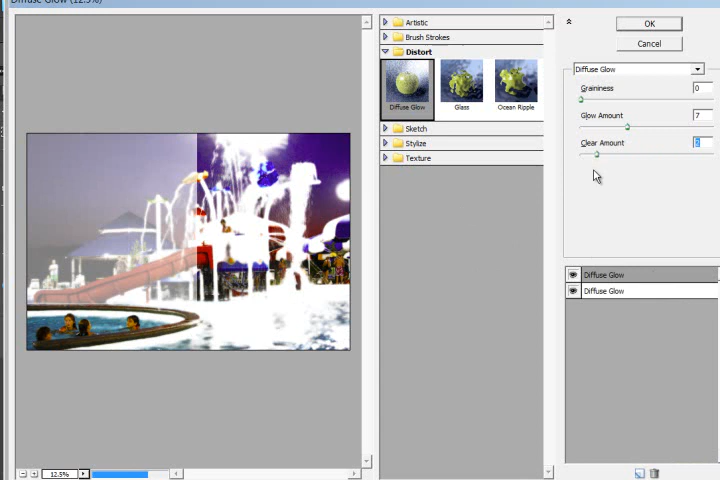 Diffuse Glow (12.5%)
Artistic
Brush Strokes
Distort
Diffuse Glow
Glass
Ocean Ripple
Sketch
Stylize
Texture
OK
Cancel
Diffuse Glow
Graininess
0
Glow Amount
7
Clear Amount
2
Diffuse Glow
Diffuse Glow
12.5%